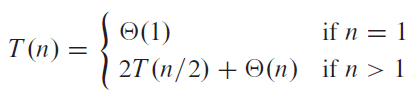 T(n) = { Θ(1) if n = 1
2T(n/2) + Θ(n) if n > 1